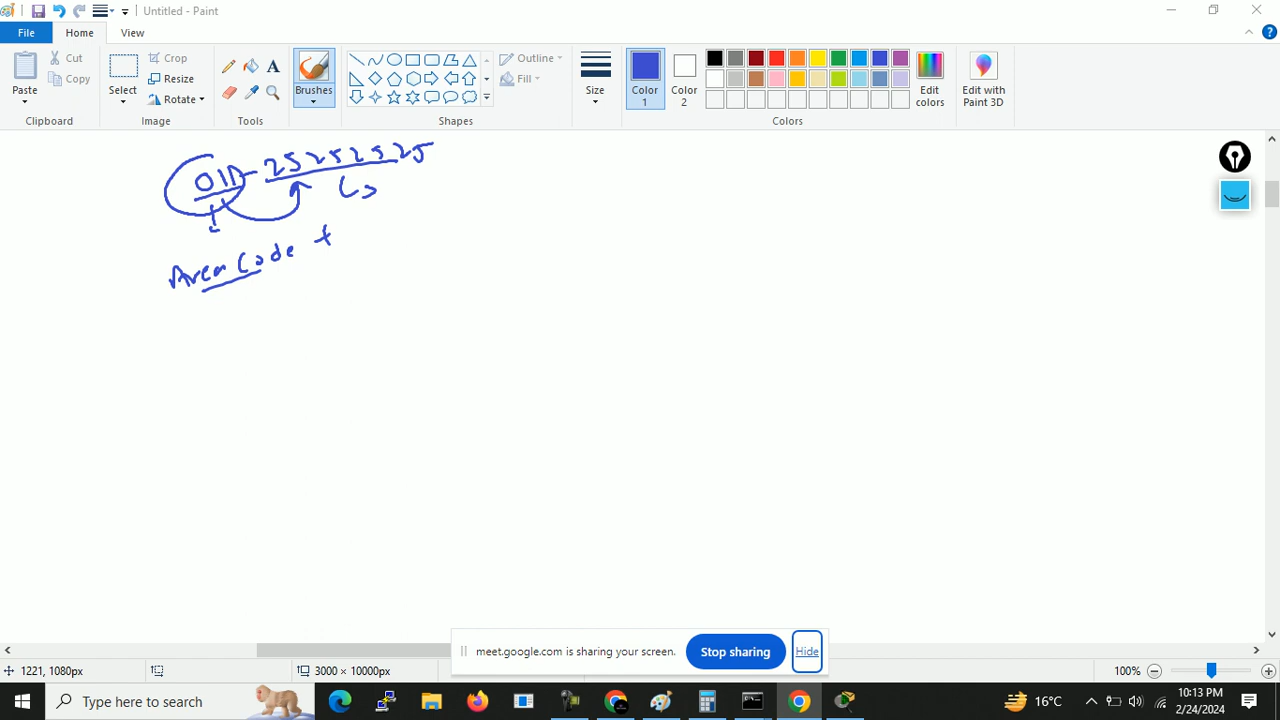 Untitled - Paint
File
Home
View
Paste
Cut
Copy
Clipboard
Select
Crop
Resize
Rotate
Image
A
Tools
Brushes
Shapes
Outline
Fill
Size
Color 1
Color 2
Edit colors
Colors
Edit with Paint 3D
011-25252525
Area Code +
meet.google.com is sharing your screen.
Stop sharing
Hide
1221, 1080px
3000 × 10000px
100%
Type here to search
16°C
10:13 PM
2/24/2024